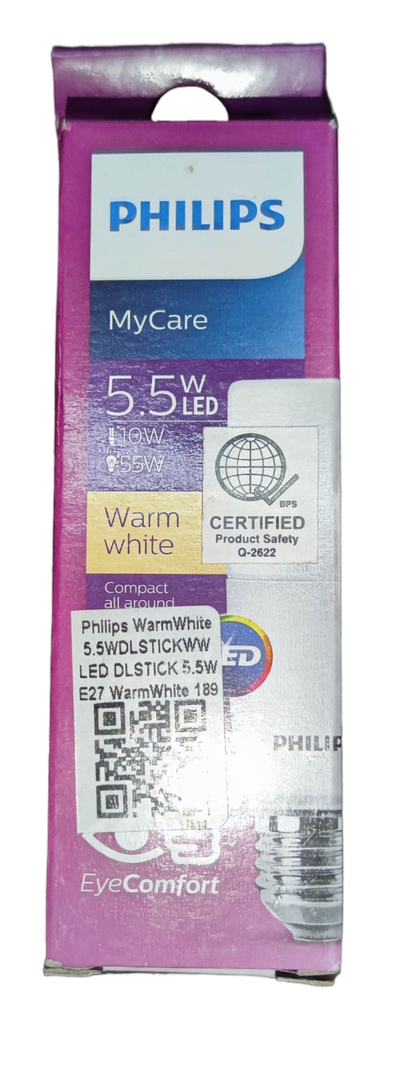 PHILIPS
MyCare
5.5W
LED
10W
55W
BPS
CERTIFIED
Product Safety
Q-2622
Warm
white
Compact
all around
Philips WarmWhite
5.5WDLSTICKWW
LED DLSTICK 5.5W
E27 WarmWhite 189
ED
PHILIP
EyeComfort